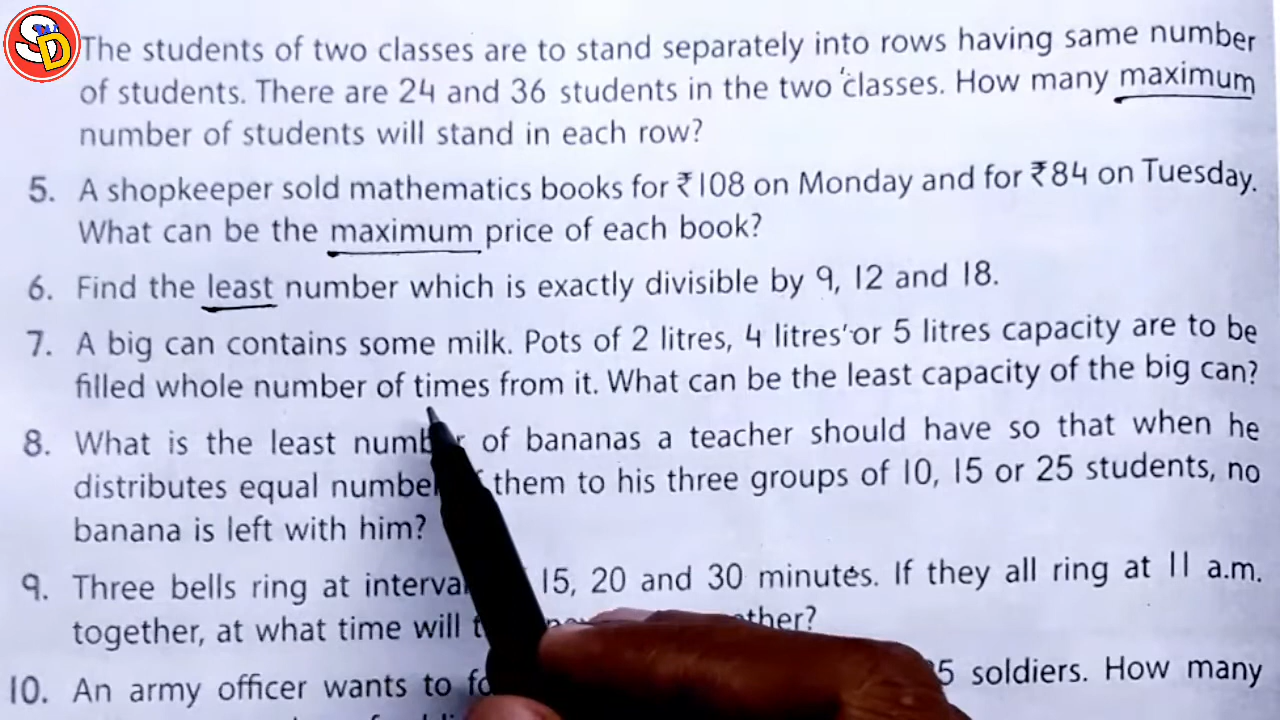 SD
The students of two classes are to stand separately into rows having same number
of students. There are 24 and 36 students in the two classes. How many maximum
number of students will stand in each row?
5. A shopkeeper sold mathematics books for ₹108 on Monday and for ₹84 on Tuesday.
What can be the maximum price of each book?
6. Find the least number which is exactly divisible by 9, 12 and 18.
7. A big can contains some milk. Pots of 2 litres, 4 litres or 5 litres capacity are to be
filled whole number of times from it. What can be the least capacity of the big can?
8. What is the least of bananas a teacher should have so that when he
distributes equal them to his three groups of 10, 15 or 25 students, no
banana is left with him?
9. Three bells ring at 15, 20 and 30 minutes. If they all ring at 11 a.m.
together, at what time will
10. An army officer wants to soldiers. How many